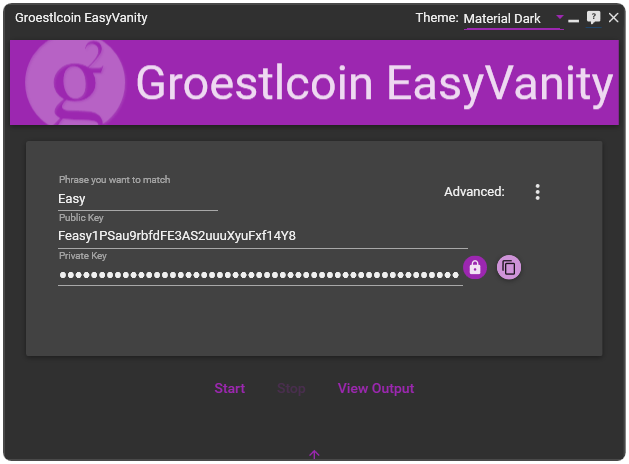 Groestlcoin EasyVanity
Theme: Material Dark
g2 Groestlcoin EasyVanity
Phrase you want to match
Easy
Advanced:
Public Key
Feasy1PSau9rbfdFE3AS2uuuXyuFxf14Y8
Private Key
Start Stop View Output